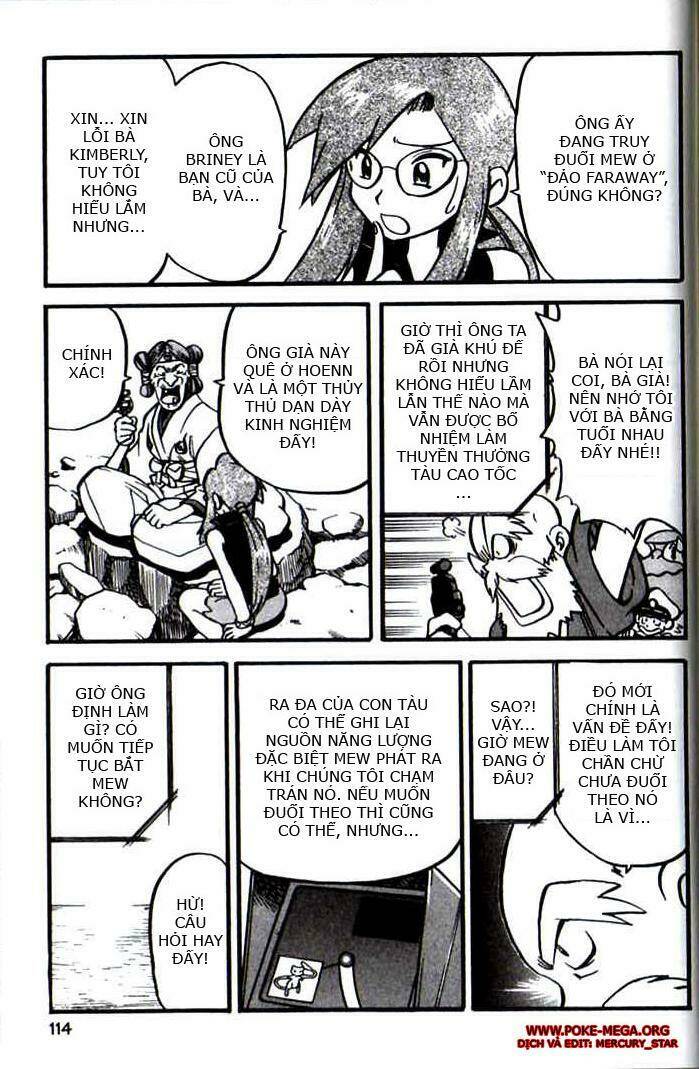 XIN... XIN
LỖI BÀ
KIMBERLY,
TUY TÔI
KHÔNG
HIỂU LẮM
NHƯNG...
ÔNG
BRINEY LÀ
BẠN CŨ CỦA
BÀ, VÀ...
ÔNG ẤY
ĐANG TRUY
ĐUỔI MEW Ở
“ĐẢO FARAWAY”,
ĐÚNG KHÔNG?
CHÍNH
XÁC!
ÔNG GIÀ NÀY
QUÊ Ở HOENN
VÀ LÀ MỘT THỦY
THỦ DẠN DÀY
KINH NGHIỆM
ĐẤY!
GIỜ THÌ ÔNG TA
ĐÃ GIÀ KHÚ ĐẾ
RỒI NHƯNG
KHÔNG HIỂU LẦM
LẪN THẾ NÀO MÀ
VẪN ĐƯỢC BỔ
NHIỆM LÀM
THUYỀN THƯỞNG
TÀU CAO TỐC
...
BÀ NÓI LẠI
COI, BÀ GIÀ!
NÊN NHỚ TÔI
VỚI BÀ BẰNG
TUỔI NHAU
ĐẤY NHÉ!!
GIỜ ÔNG
ĐỊNH LÀM
GÌ? CÓ
MUỐN TIẾP
TỤC BẮT
MEW
KHÔNG?
HỪ!
CÂU
HỎI HAY
ĐẤY!
RA ĐA CỦA CON TÀU
CÓ THỂ GHI LẠI
NGUỒN NĂNG LƯỢNG
ĐẶC BIỆT MEW PHÁT RA
KHI CHÚNG TÔI CHẠM
TRÁN NÓ. NẾU MUỐN
ĐUỔI THEO THÌ CŨNG
CÓ THỂ, NHƯNG...
SAO?!
VẬY...
GIỜ MEW
ĐANG Ở
ĐÂU?
ĐÓ MỚI
CHÍNH LÀ
VẤN ĐỀ ĐẤY!
ĐIỀU LÀM TÔI
CHẦN CHỪ
CHƯA ĐUỔI
THEO NÓ
LÀ VÌ...
114
WWW.POKE-MEGA.ORG
DỊCH VÀ EDIT: MERCURY_STAR